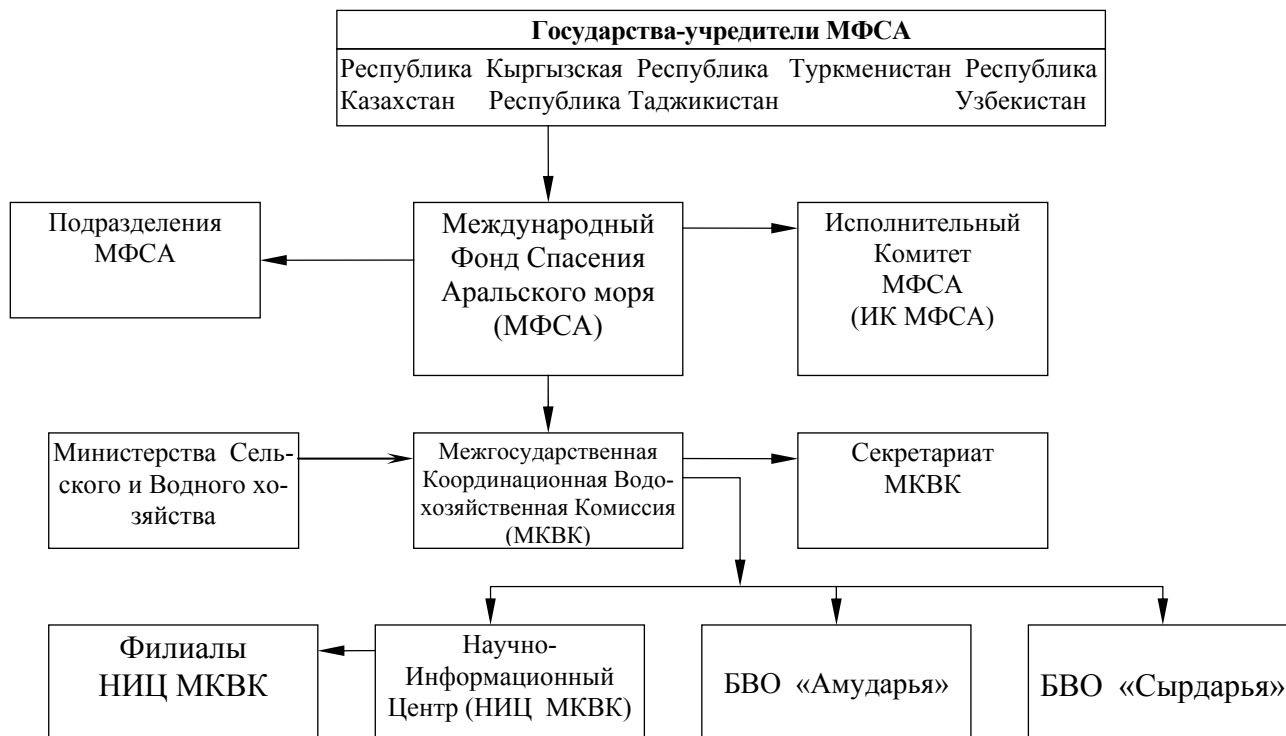 Государства-учредители МФСА
Республика Кыргызская Республика Туркменистан Республика
Казахстан Республика Таджикистан Узбекистан
Подразделения
МФСА
Международный
Фонд Спасения
Аральского моря
(МФСА)
Исполнительный
Комитет
МФСА
(ИК МФСА)
Министерства Сель-
ского и Водного хо-
зяйства
Межгосударственная
Координационная Водо-
хозяйственная Комиссия
(МКВК)
Секретариат
МКВК
Филиалы
НИЦ МКВК
Научно-
Информационный
Центр (НИЦ МКВК)
БВО «Амударья»
БВО «Сырдарья»